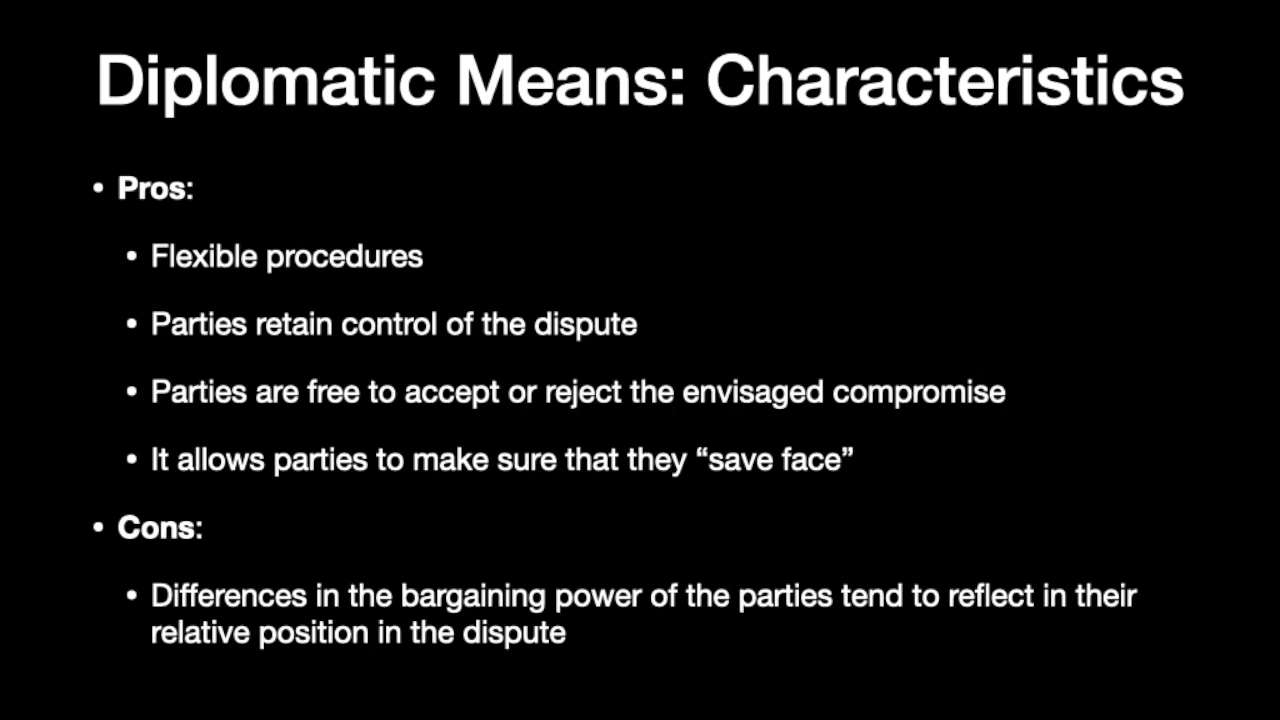 Diplomatic Means: Characteristics
• Pros:
• Flexible procedures
• Parties retain control of the dispute
• Parties are free to accept or reject the envisaged compromise
• It allows parties to make sure that they “save face”
• Cons:
• Differences in the bargaining power of the parties tend to reflect in their
relative position in the dispute